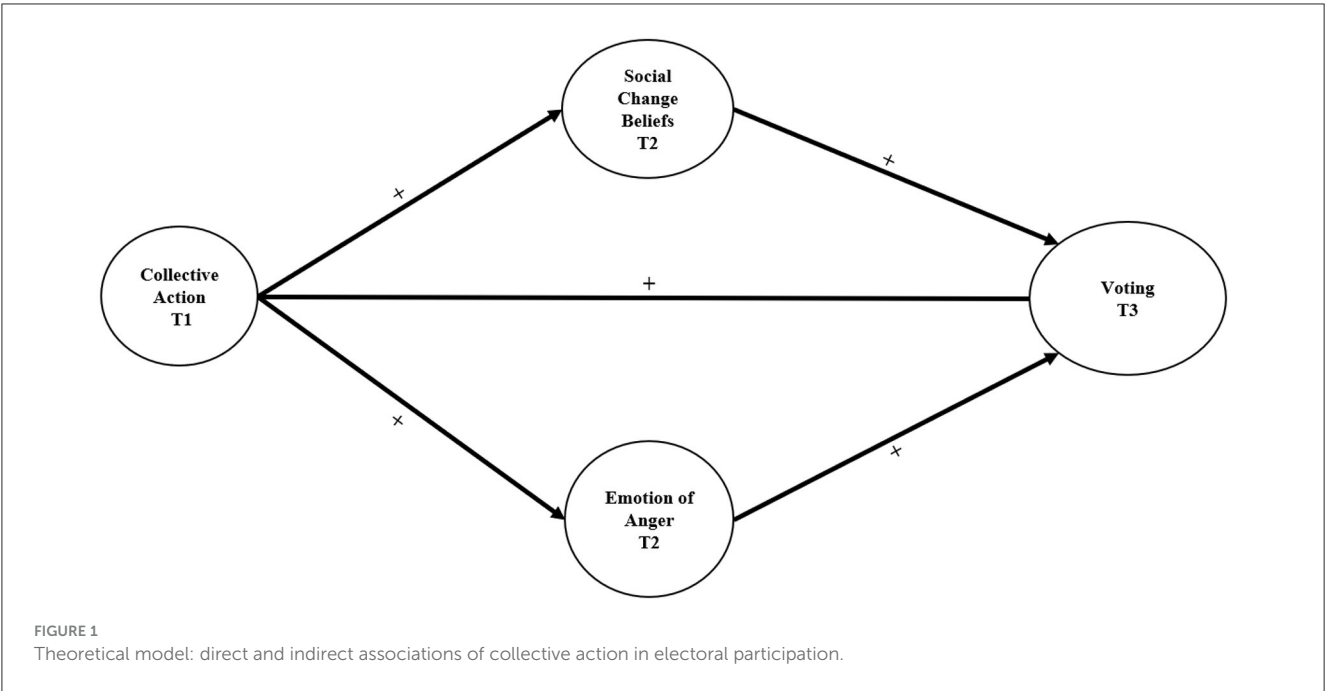 Social
Change
Beliefs
T2
+
+
Collective
Action
T1
+
Voting
T3
+
+
Emotion of
Anger
T2
FIGURE 1
Theoretical model: direct and indirect associations of collective action in electoral participation.